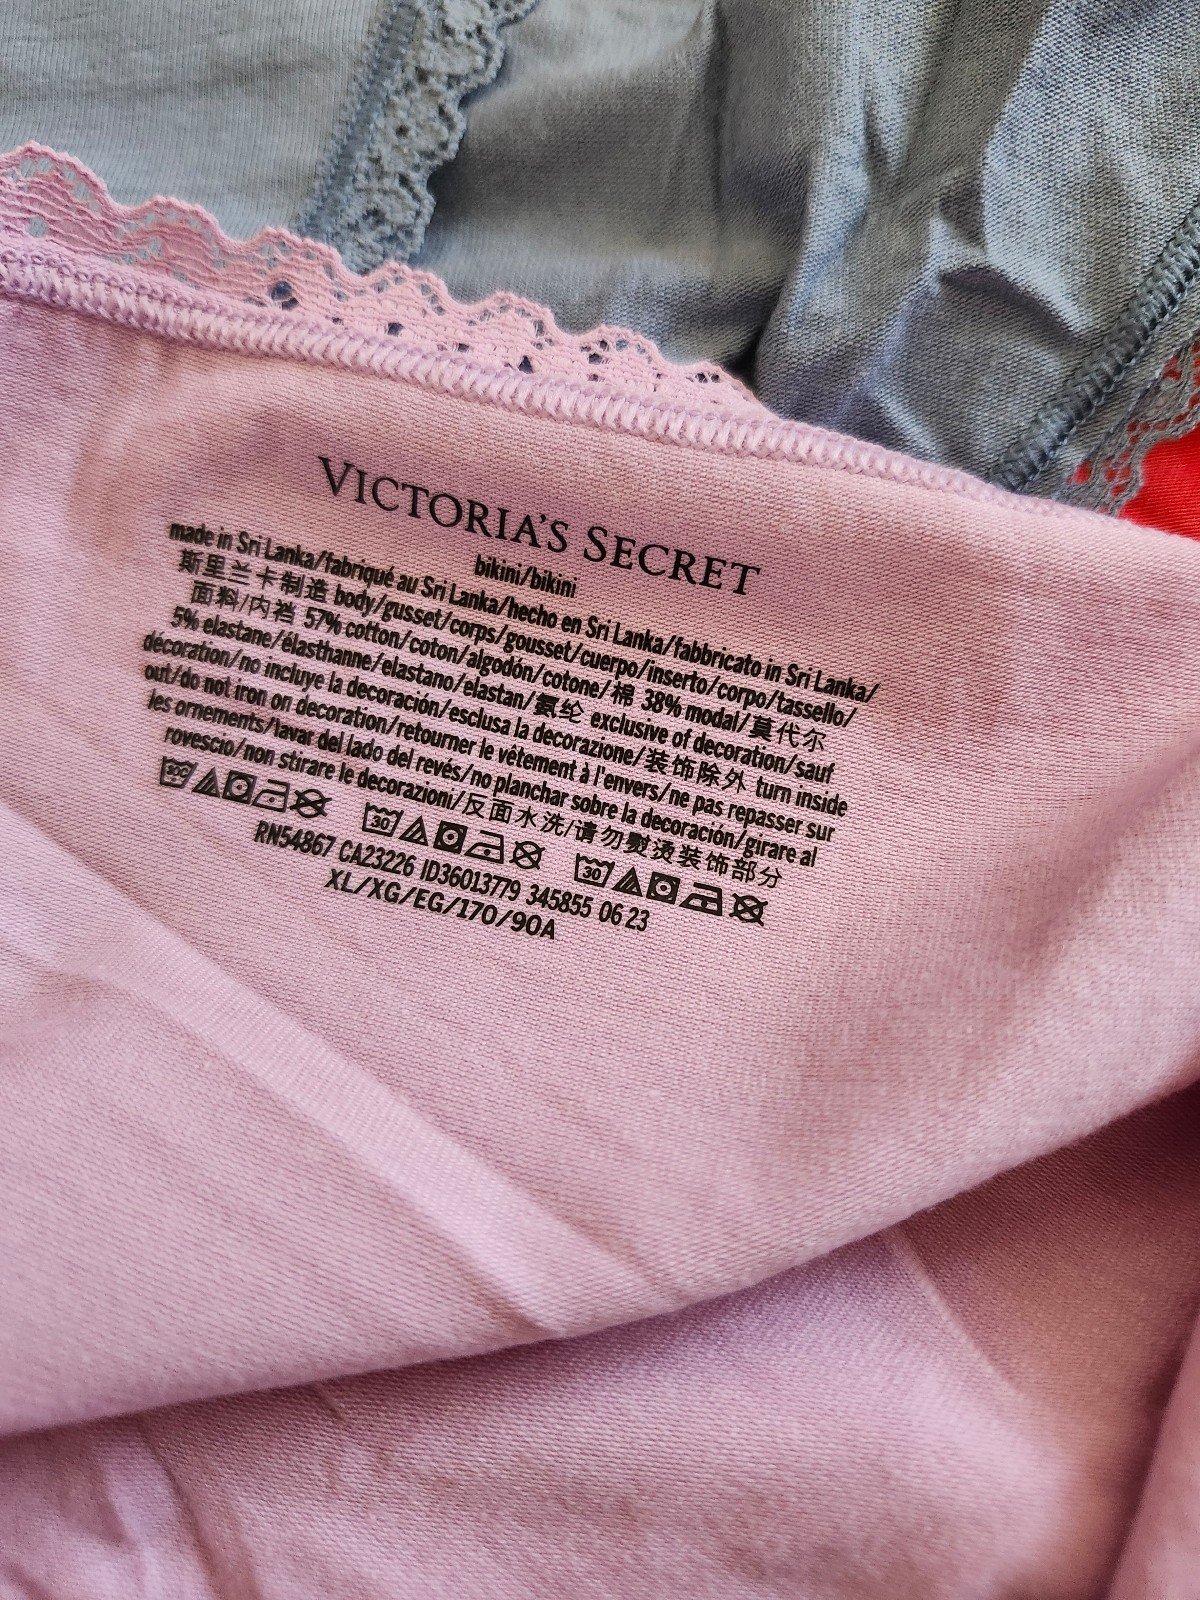 VICTORIA'S SECRET
bikini/bikini
made in Sri Lanka/fabriqué au Sri Lanka/hecho en Sri Lanka/fabbricato in Sri Lanka/
斯里兰卡制造 body/gusset/corps/gousset/cuerpo/inserto/corpo/tassello/
面料/内裆 57% cotton/coton/algodón/cotone/棉 38% modal/莫代尔
5% elastane/élasthanne/elastano/elastan/氨纶 exclusive of decoration/sauf
décoration/no incluye la decoración/esclusa la decorazione/装饰除外 turn inside
out/do not iron on decoration/retourner le vêtement à l'envers/ne pas repasser sur
les ornements/lavar del lado del revés/no planchar sobre la decoración/girare al
rovescio/non stirare le decorazioni/反面水洗/请勿熨烫装饰部分
30 30 30
RN54867 CA23226 ID36013779 345855 06 23
XL/XG/EG/170/90A